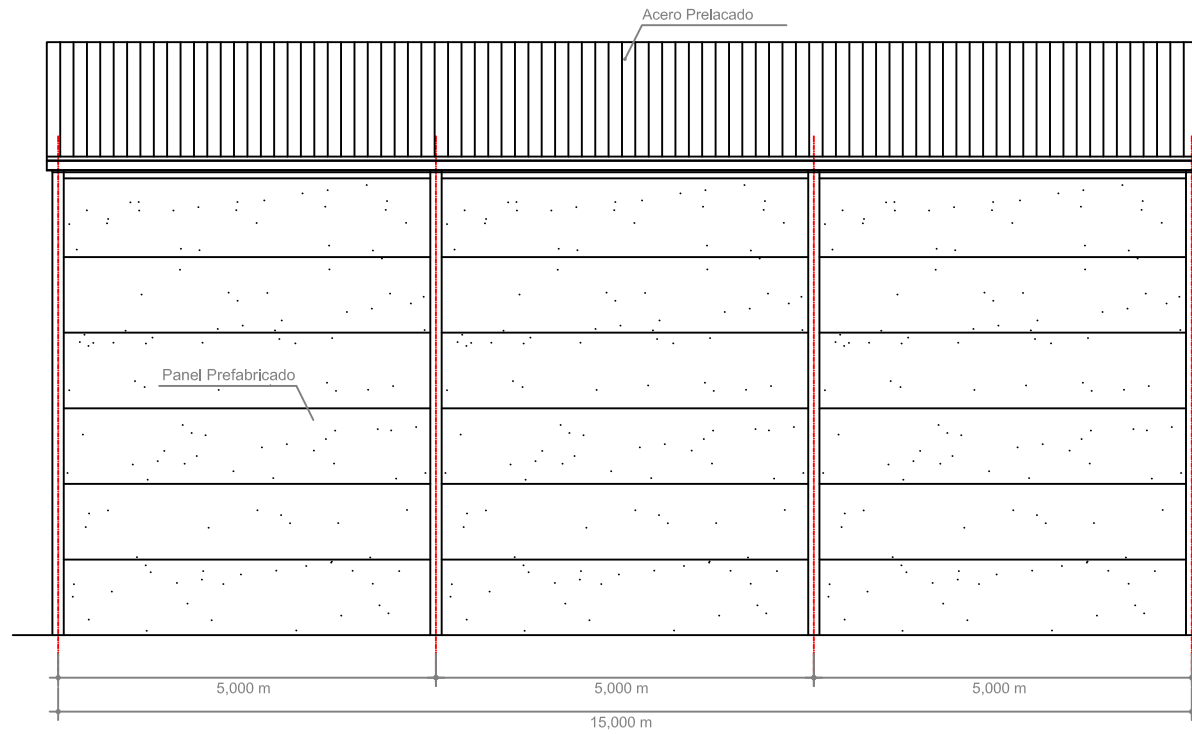 Acero Prelacado
Panel Prefabricado
5,000 m
5,000 m
5,000 m
15,000 m